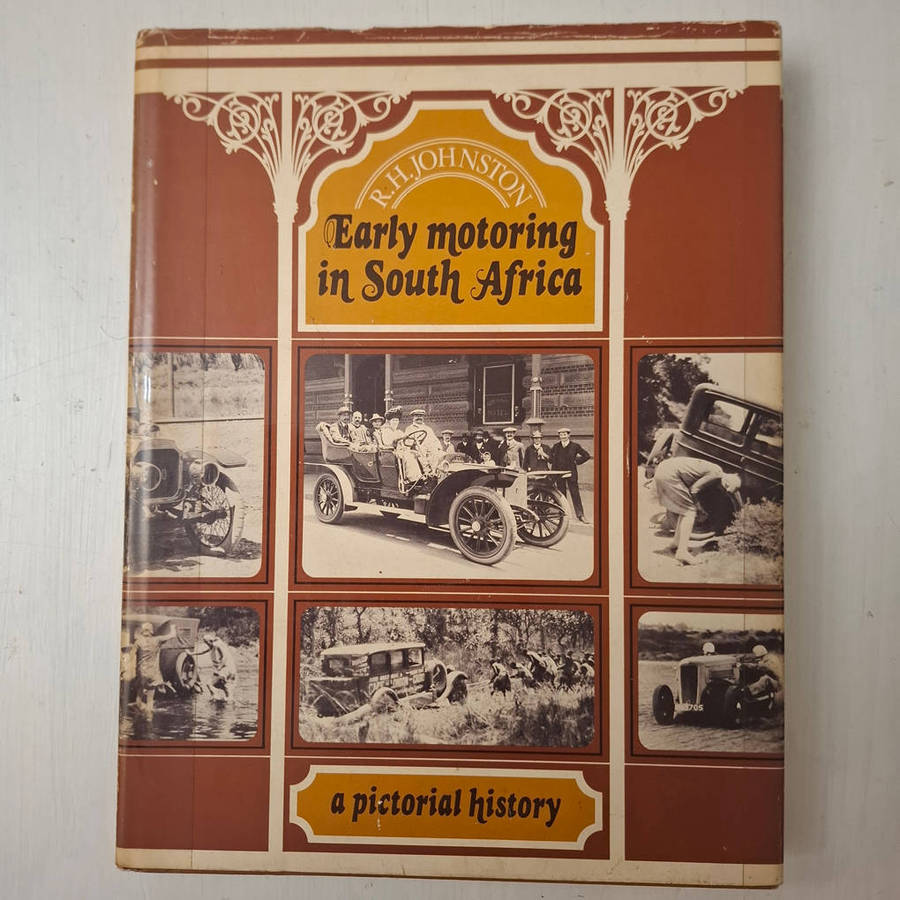 R.H. JOHNSTON
Early motoring
in South Africa
a pictorial history